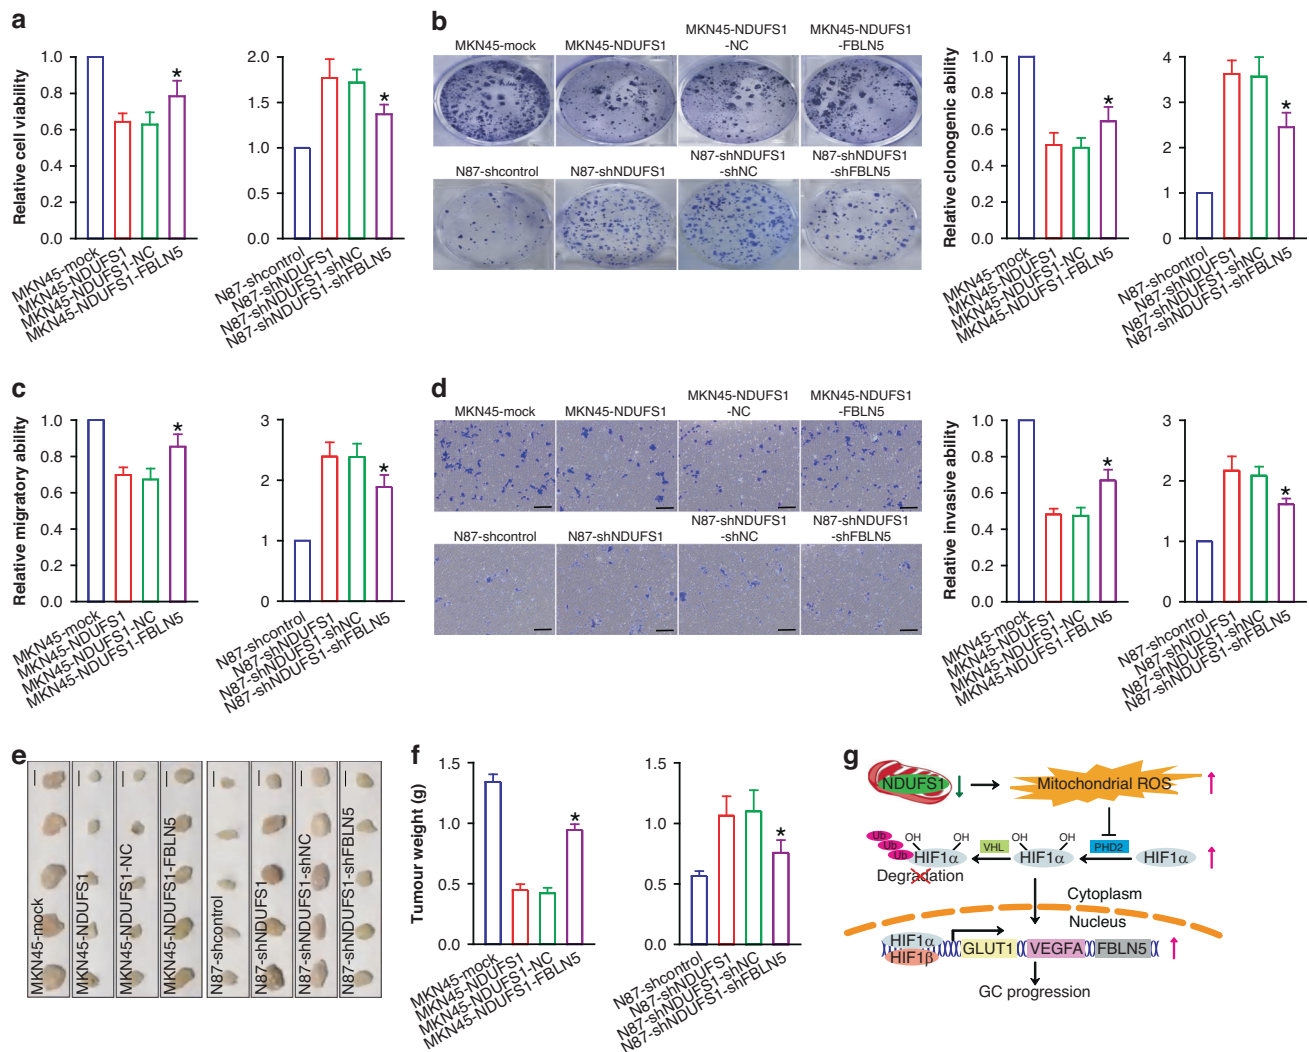 a
Relative cell viability
1.0
0.8
0.6
0.4
0.2
0.0
*
MKN45-mock
MKN45-NDUFS1
MKN45-NDUFS1-NC
MKN45-NDUFS1-FBLN5
2.0
1.5
1.0
0.5
0.0
*
N87-shcontrol
N87-shNDUFS1
N87-shNDUFS1-shNC
N87-shNDUFS1-shFBLN5
b
MKN45-mock
MKN45-NDUFS1
MKN45-NDUFS1
-NC
MKN45-NDUFS1
-FBLN5
N87-shcontrol
N87-shNDUFS1
N87-shNDUFS1
-shNC
N87-shNDUFS1
-shFBLN5
Relative clonogenic ability
1.0
0.8
0.6
0.4
0.2
0.0
*
MKN45-mock
MKN45-NDUFS1
MKN45-NDUFS1-NC
MKN45-NDUFS1-FBLN5
4
3
2
1
0
*
N87-shcontrol
N87-shNDUFS1
N87-shNDUFS1-shNC
N87-shNDUFS1-shFBLN5
c
Relative migratory ability
1.0
0.8
0.6
0.4
0.2
0.0
*
MKN45-mock
MKN45-NDUFS1
MKN45-NDUFS1-NC
MKN45-NDUFS1-FBLN5
3
2
1
0
*
N87-shcontrol
N87-shNDUFS1
N87-shNDUFS1-shNC
N87-shNDUFS1-shFBLN5
d
MKN45-mock
MKN45-NDUFS1
MKN45-NDUFS1
-NC
MKN45-NDUFS1
-FBLN5
N87-shcontrol
N87-shNDUFS1
N87-shNDUFS1
-shNC
N87-shNDUFS1
-shFBLN5
Relative invasive ability
1.0
0.8
0.6
0.4
0.2
0.0
*
MKN45-mock
MKN45-NDUFS1
MKN45-NDUFS1-NC
MKN45-NDUFS1-FBLN5
3
2
1
0
*
N87-shcontrol
N87-shNDUFS1
N87-shNDUFS1-shNC
N87-shNDUFS1-shFBLN5
e
MKN45-mock
MKN45-NDUFS1
MKN45-NDUFS1-NC
MKN45-NDUFS1-FBLN5
N87-shcontrol
N87-shNDUFS1
N87-shNDUFS1-shNC
N87-shNDUFS1-shFBLN5
f
Tumour weight (g)
1.5
1.0
0.5
0.0
*
MKN45-mock
MKN45-NDUFS1
MKN45-NDUFS1-NC
MKN45-NDUFS1-FBLN5
1.5
1.0
0.5
0.0
*
N87-shcontrol
N87-shNDUFS1
N87-shNDUFS1-shNC
N87-shNDUFS1-shFBLN5
g
NDUFS1
Mitochondrial ROS
Ub
Ub
Ub
OH OH
HIF1α
VHL
OH OH
HIF1α
PHD2
HIF1α
Degradation
Cytoplasm
Nucleus
HIF1α
HIF1β
GLUT1
VEGFA
FBLN5
GC progression